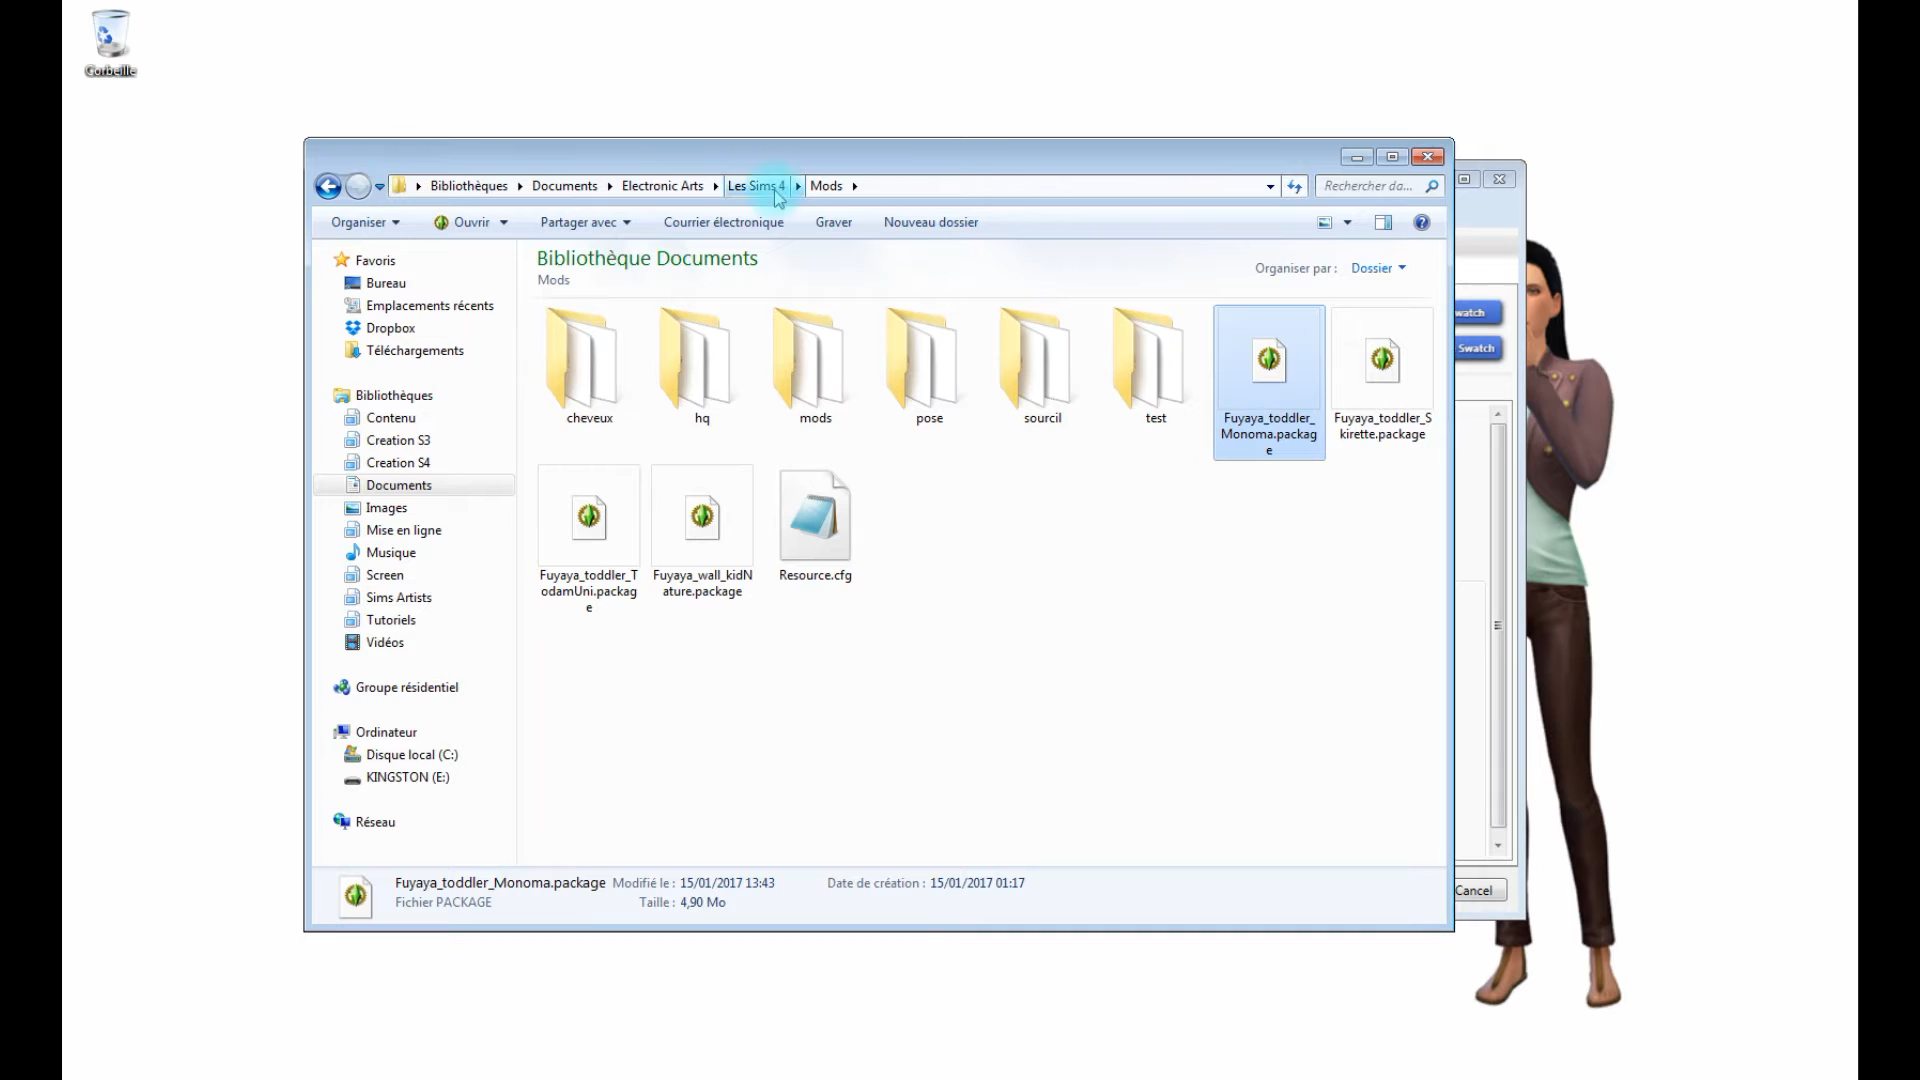 Corbeille
Bibliothèques Documents Electronic Arts Les Sims 4 Mods
Rechercher da...
Organiser Ouvrir Partager avec Courrier électronique Graver Nouveau dossier
Favoris
Bureau
Emplacements récents
Dropbox
Téléchargements
Bibliothèques
Contenu
Creation S3
Creation S4
Documents
Images
Mise en ligne
Musique
Screen
Sims Artists
Tutoriels
Vidéos
Groupe résidentiel
Ordinateur
Disque local (C:)
KINGSTON (E:)
Réseau
Bibliothèque Documents
Mods
Organiser par : Dossier
cheveux
hq
mods
pose
sourcil
test
Fuyaya_toddler_
Monoma.packag
e
Fuyaya_toddler_S
kirette.package
Fuyaya_toddler_T
odamUni.packag
e
Fuyaya_wall_kidN
ature.package
Resource.cfg
watch
Swatch
Cancel
Fuyaya_toddler_Monoma.package Modifié le : 15/01/2017 13:43 Date de création : 15/01/2017 01:17
Fichier PACKAGE Taille : 4,90 Mo